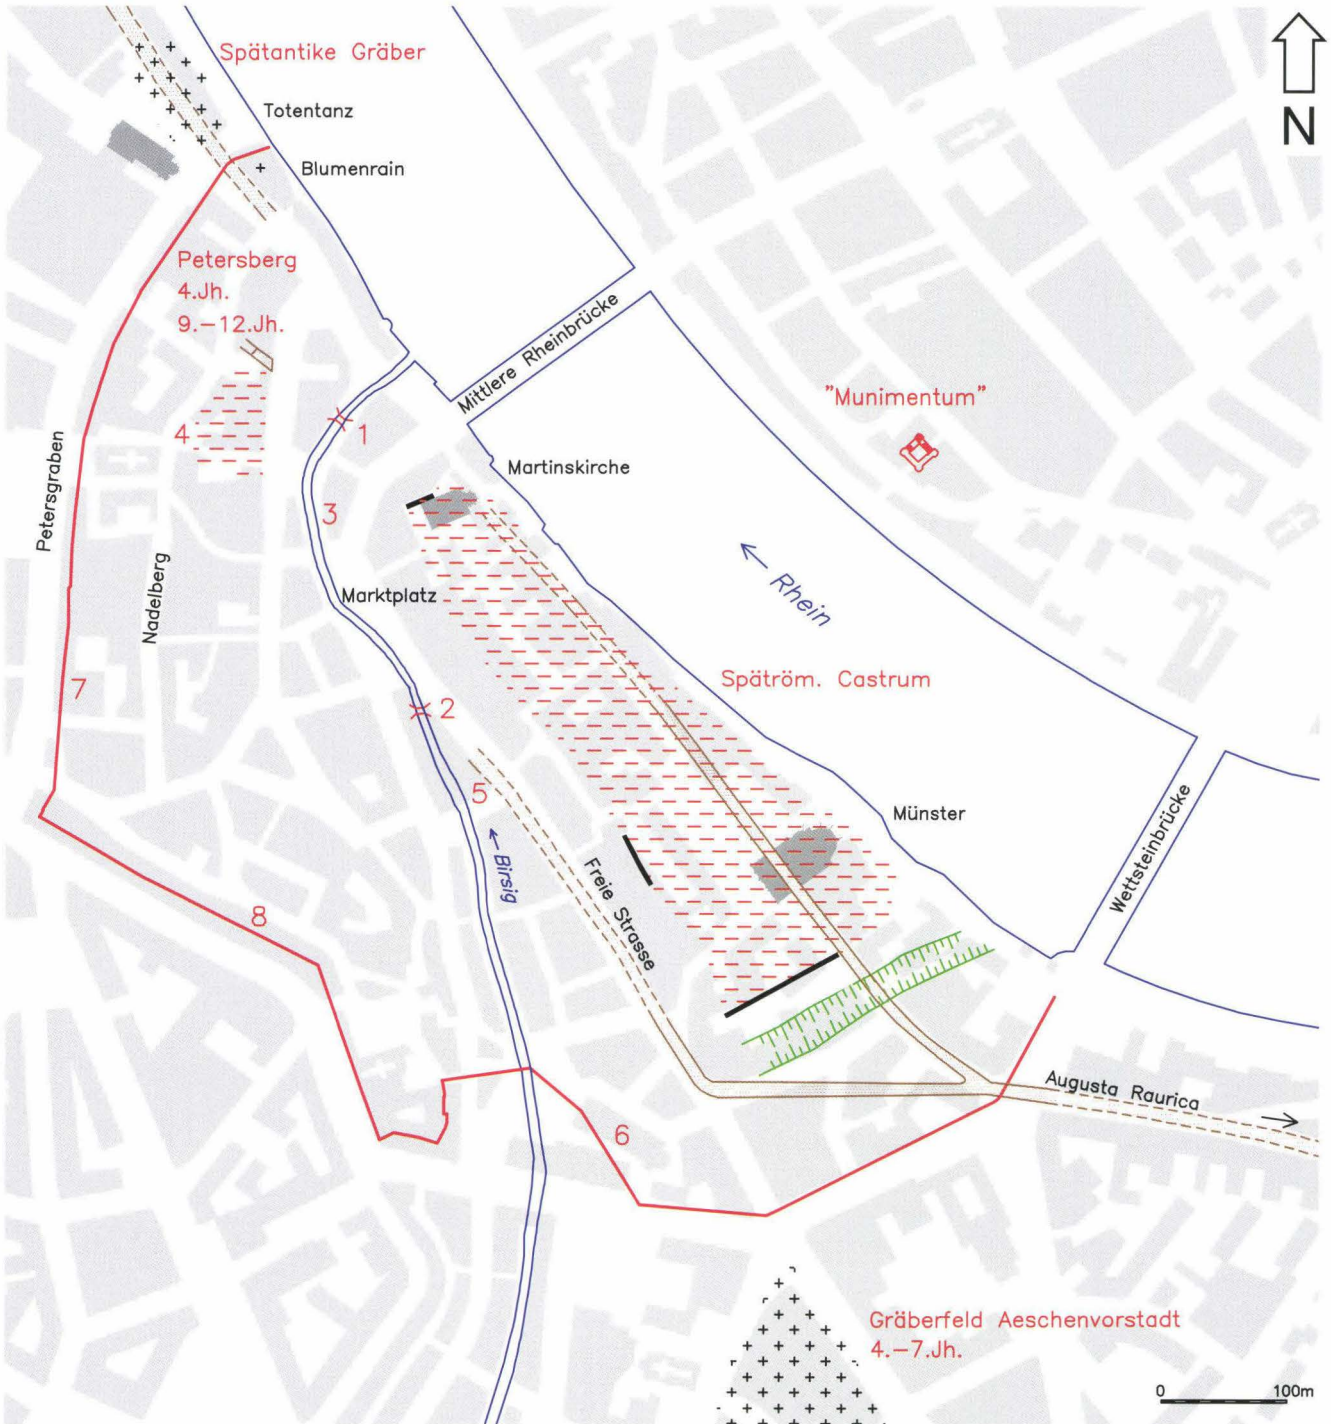 Spätantike Gräber
Totentanz
Blumenrain
N
Petersberg
4.Jh.
9.–12.Jh.
Mittlere Rheinbrücke
"Munimentum"
4
1
Martinskirche
Petersgraben
3
Nadelberg
Marktplatz
Rhein
7
2
Spätröm. Castrum
5
Münster
Wettsteinbrücke
Birsig
Freie Strasse
8
Augusta Raurica
6
Gräberfeld Aeschenvorstadt
4.–7.Jh.
0 100m